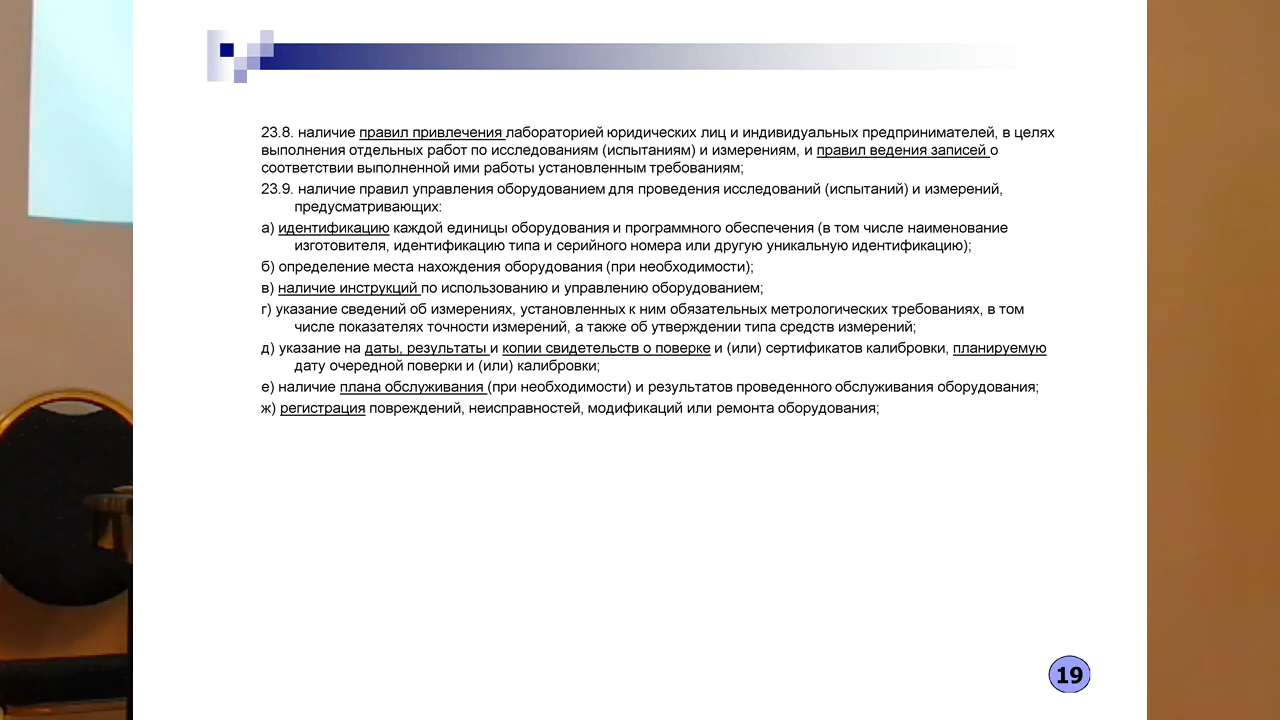 23.8. наличие правил привлечения лабораторией юридических лиц и индивидуальных предпринимателей, в целях
выполнения отдельных работ по исследованиям (испытаниям) и измерениям, и правил ведения записей о
соответствии выполненной ими работы установленным требованиям;
23.9. наличие правил управления оборудованием для проведения исследований (испытаний) и измерений,
предусматривающих:
а) идентификацию каждой единицы оборудования и программного обеспечения (в том числе наименование
изготовителя, идентификацию типа и серийного номера или другую уникальную идентификацию);
б) определение места нахождения оборудования (при необходимости);
в) наличие инструкций по использованию и управлению оборудованием;
г) указание сведений об измерениях, установленных к ним обязательных метрологических требованиях, в том
числе показателях точности измерений, а также об утверждении типа средств измерений;
д) указание на даты, результаты и копии свидетельств о поверке и (или) сертификатов калибровки, планируемую
дату очередной поверки и (или) калибровки;
е) наличие плана обслуживания (при необходимости) и результатов проведенного обслуживания оборудования;
ж) регистрация повреждений, неисправностей, модификаций или ремонта оборудования;
19